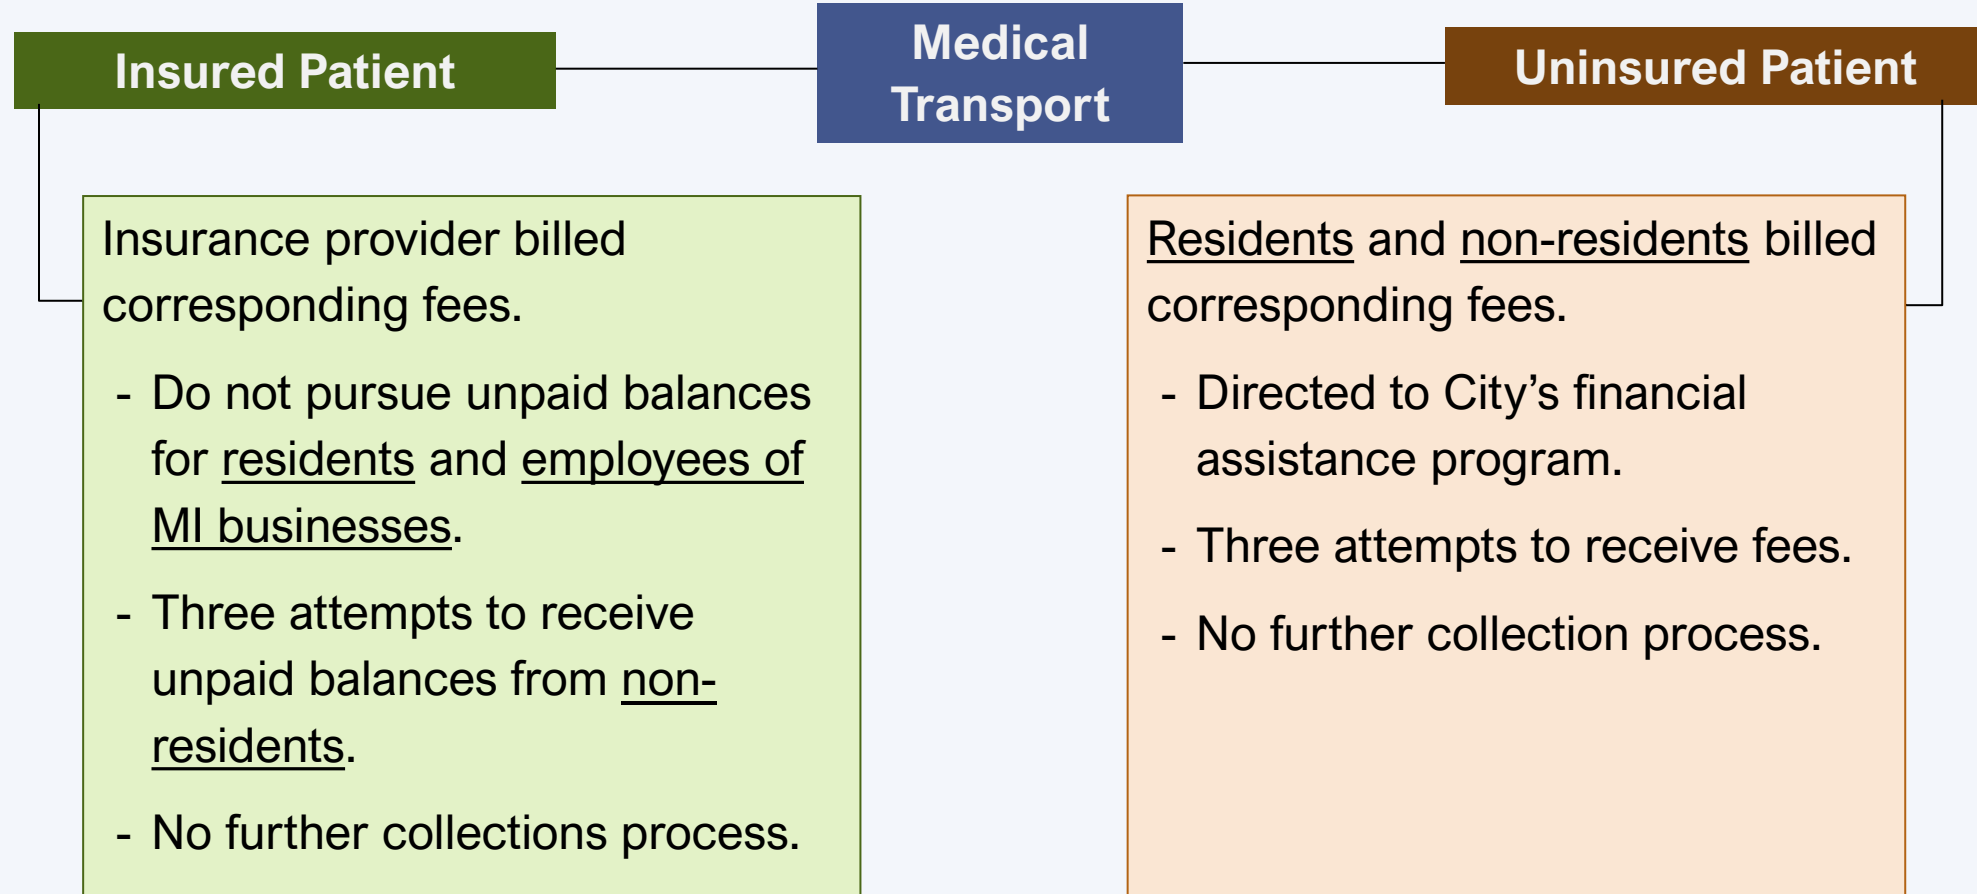 Insured Patient
Medical
Transport
Uninsured Patient
Insurance provider billed
corresponding fees.
- Do not pursue unpaid balances
for residents and employees of
MI businesses.
- Three attempts to receive
unpaid balances from non-
residents.
- No further collections process.
Residents and non-residents billed
corresponding fees.
- Directed to City’s financial
assistance program.
- Three attempts to receive fees.
- No further collection process.